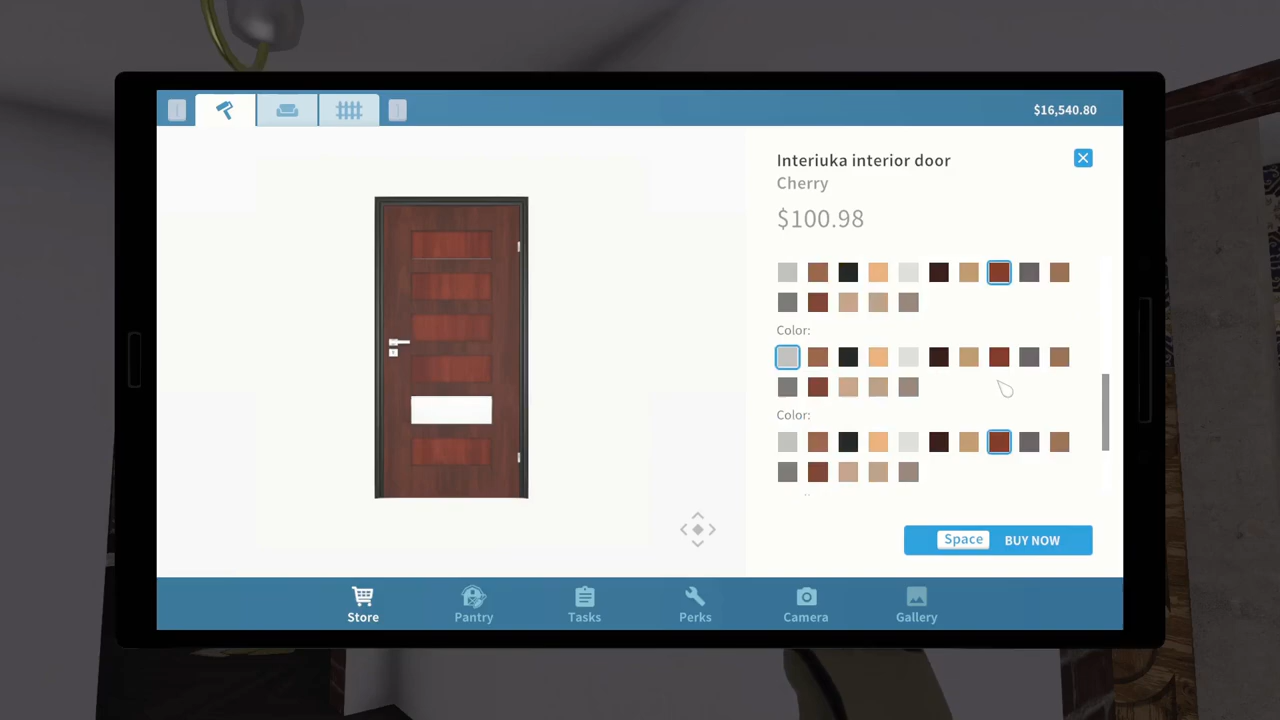 $16,540.80
Interiuka interior door
Cherry
$100.98
Color:
Color:
Space BUY NOW
Store Pantry Tasks Perks Camera Gallery